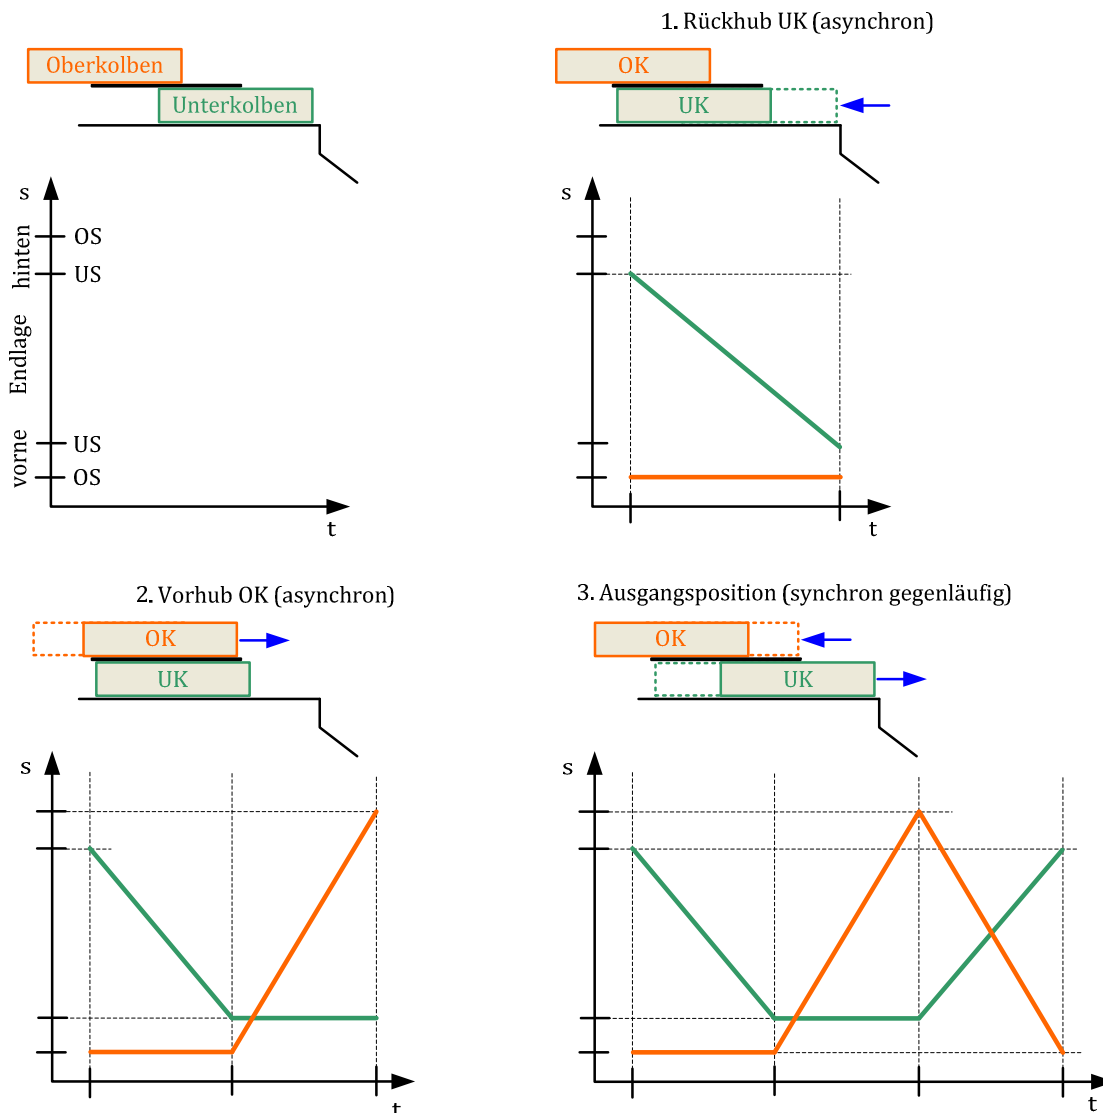 1. Rückhub UK (asynchron)
Oberkolben
Unterkolben
OK
UK
s
hinten
Endlage
vorne
OS
US
US
OS
t
s
t
2. Vorhub OK (asynchron)
OK
UK
s
t
3. Ausgangsposition (synchron gegenläufig)
OK
UK
s
t